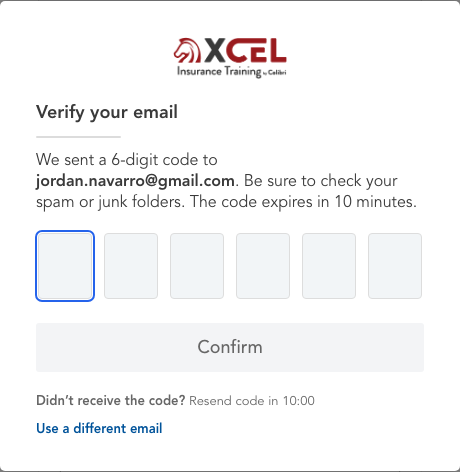 XCEL
Insurance Training by Colibri
Verify your email
We sent a 6-digit code to
jordan.navarro@gmail.com. Be sure to check your
spam or junk folders. The code expires in 10 minutes.
Confirm
Didn’t receive the code? Resend code in 10:00
Use a different email